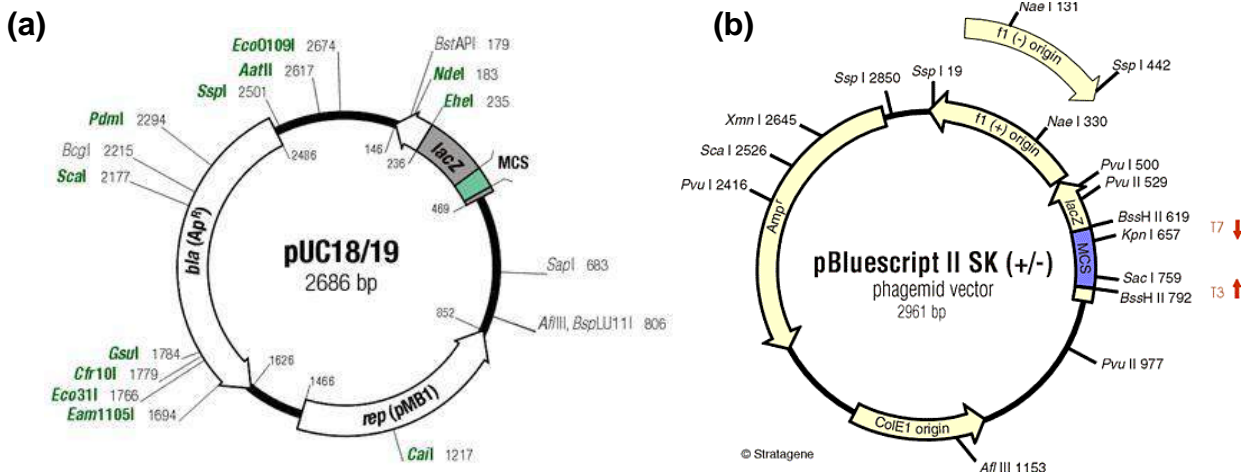 (a)
EcoO109I 2674
AatII 2617
SspI 2501
PdmI 2294
BcgI 2215
ScaI 2177
BstAPI 179
NdeI 183
EheI 235
MCS
lacZ
146
236
469
2486
bla (Ap^R)
pUC18/19
2686 bp
SapI 683
AflIII, BspLU11I 806
852
rep (pMB1)
1466
1626
GsuI 1784
Cfr10I 1779
Eco31I 1766
Eam1105I 1694
CaiI 1217
(b)
Nae I 131
f1 (-) origin
Ssp I 442
Ssp I 2850
Ssp I 19
f1 (+) origin
Nae I 330
Xmn I 2645
Sca I 2526
Pvu I 2416
Amp^r
Pvu I 500
Pvu II 529
lacZ
BssH II 619
Kpn I 657
T7
MCS
Sac I 759
BssH II 792
T3
pBluescript II SK (+/-)
phagemid vector
2961 bp
Pvu II 977
ColE1 origin
Afl III 1153
© Stratagene